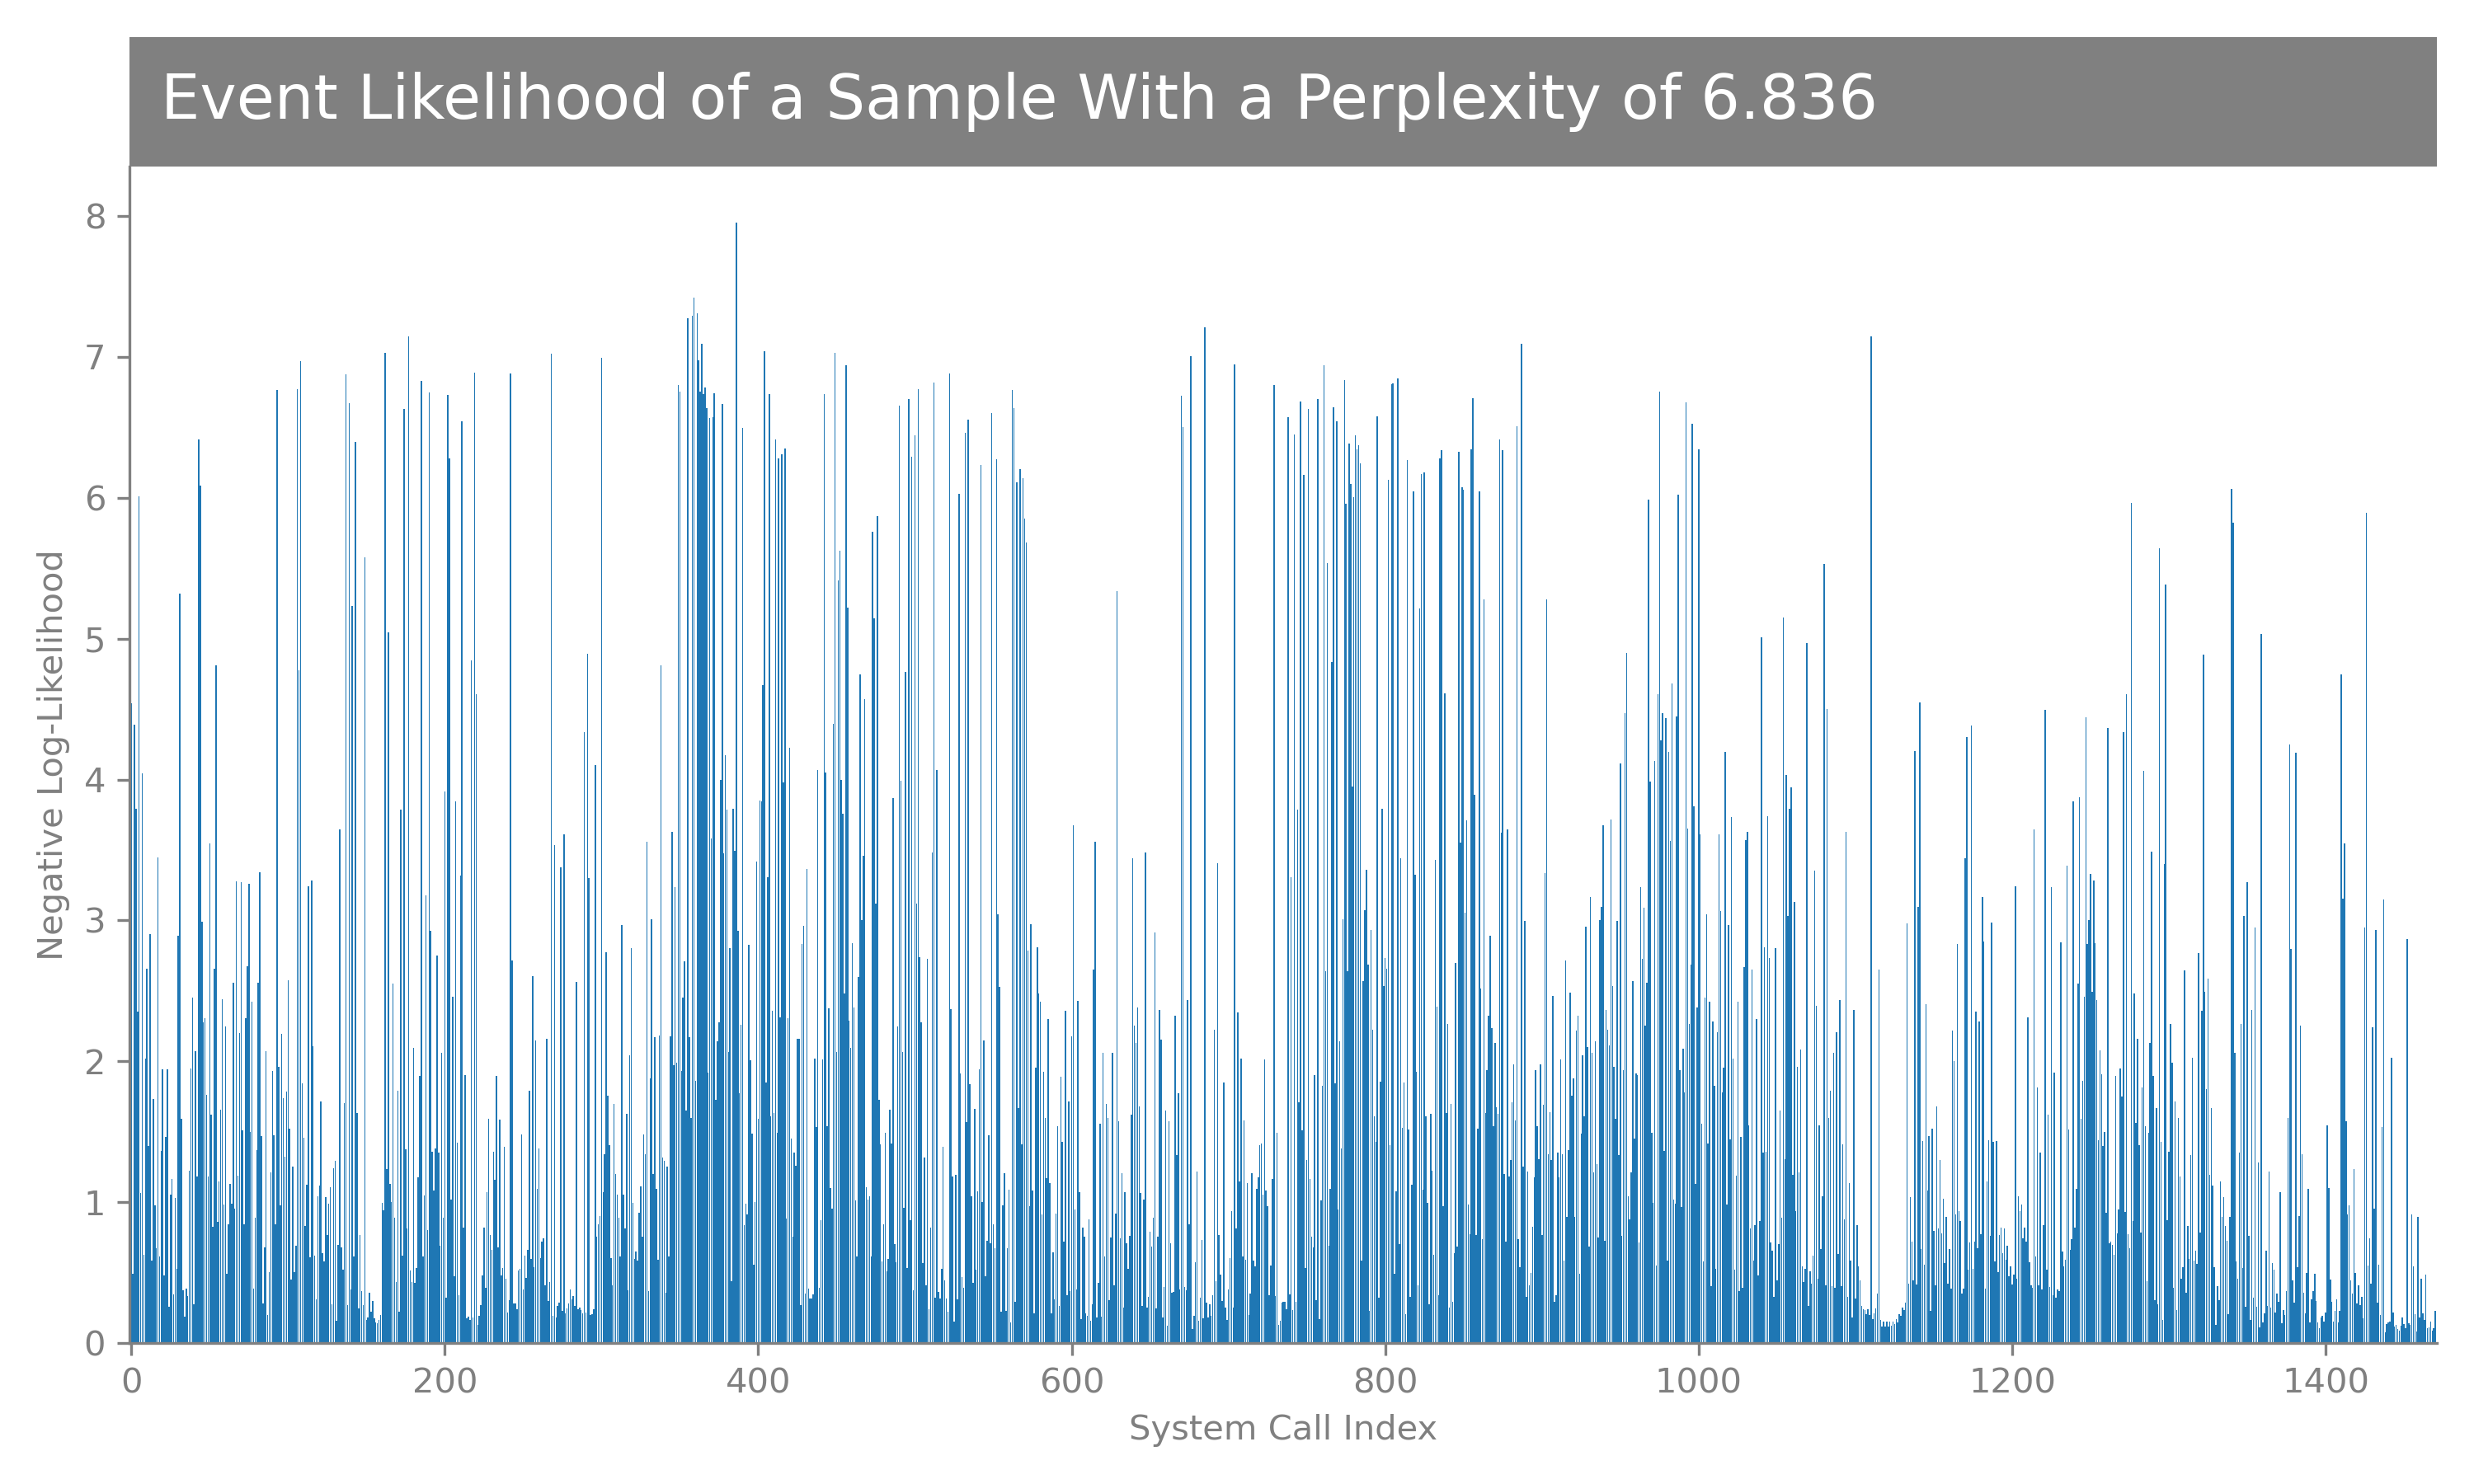 Event Likelihood of a Sample With a Perplexity of 6.836
8
7
6
5
4
3
2
1
0
Negative Log-Likelihood
0 200 400 600 800 1000 1200 1400
System Call Index